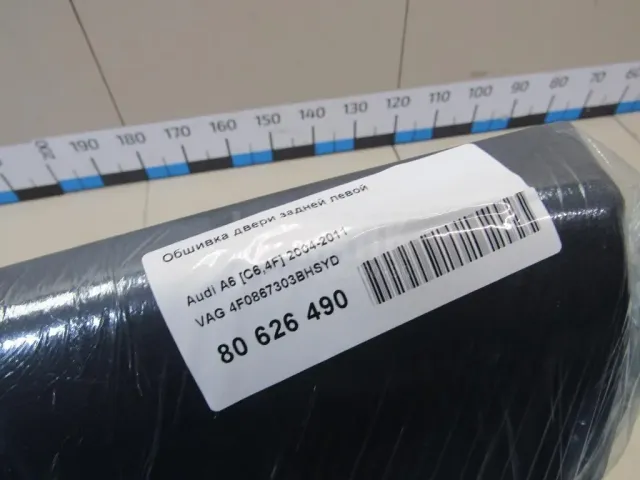 200 190 180 170 160 150 140 130 120 110 100 90 80 70 60
Обшивка двери задней левой
Audi A6 [C6,4F] 2004-2011
VAG 4F0867303BHSYD
80 626 490